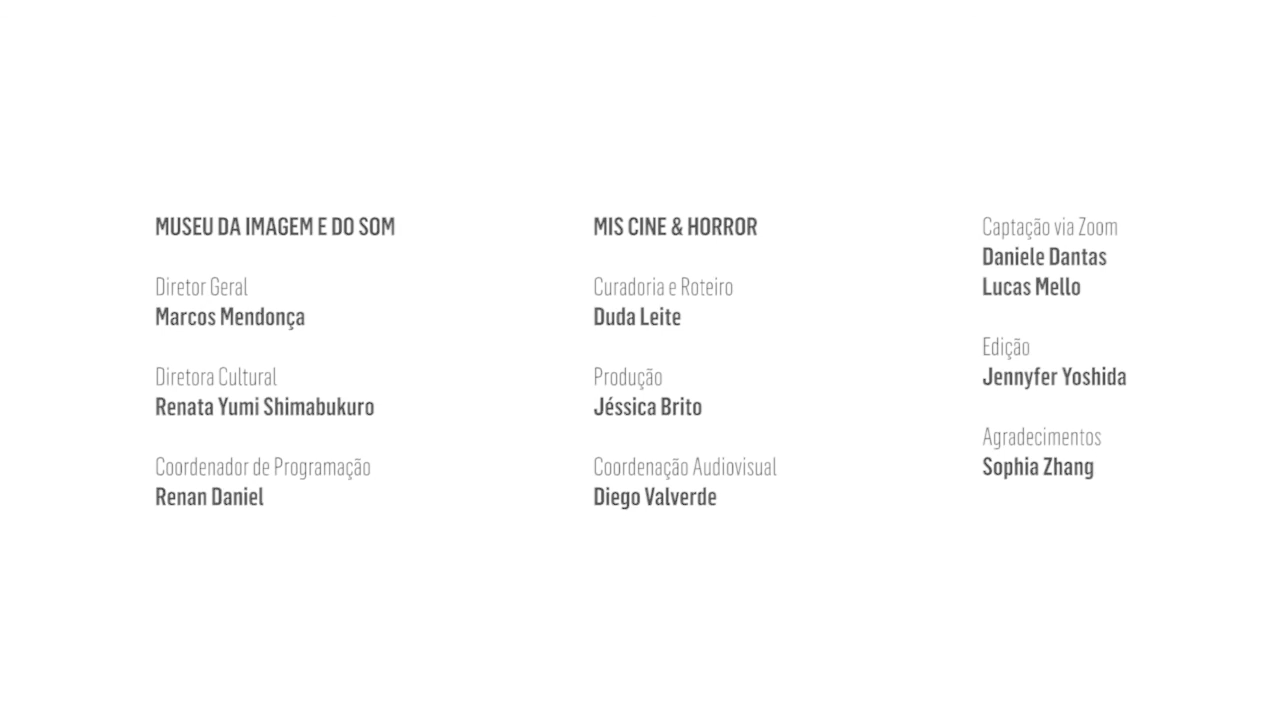 MUSEU DA IMAGEM E DO SOM
Diretor Geral
Marcos Mendonça
Diretora Cultural
Renata Yumi Shimabukuro
Coordenador de Programação
Renan Daniel
MIS CINE & HORROR
Curadoria e Roteiro
Duda Leite
Produção
Jéssica Brito
Coordenação Audiovisual
Diego Valverde
Captação via Zoom
Daniele Dantas
Lucas Mello
Edição
Jennyfer Yoshida
Agradecimentos
Sophia Zhang